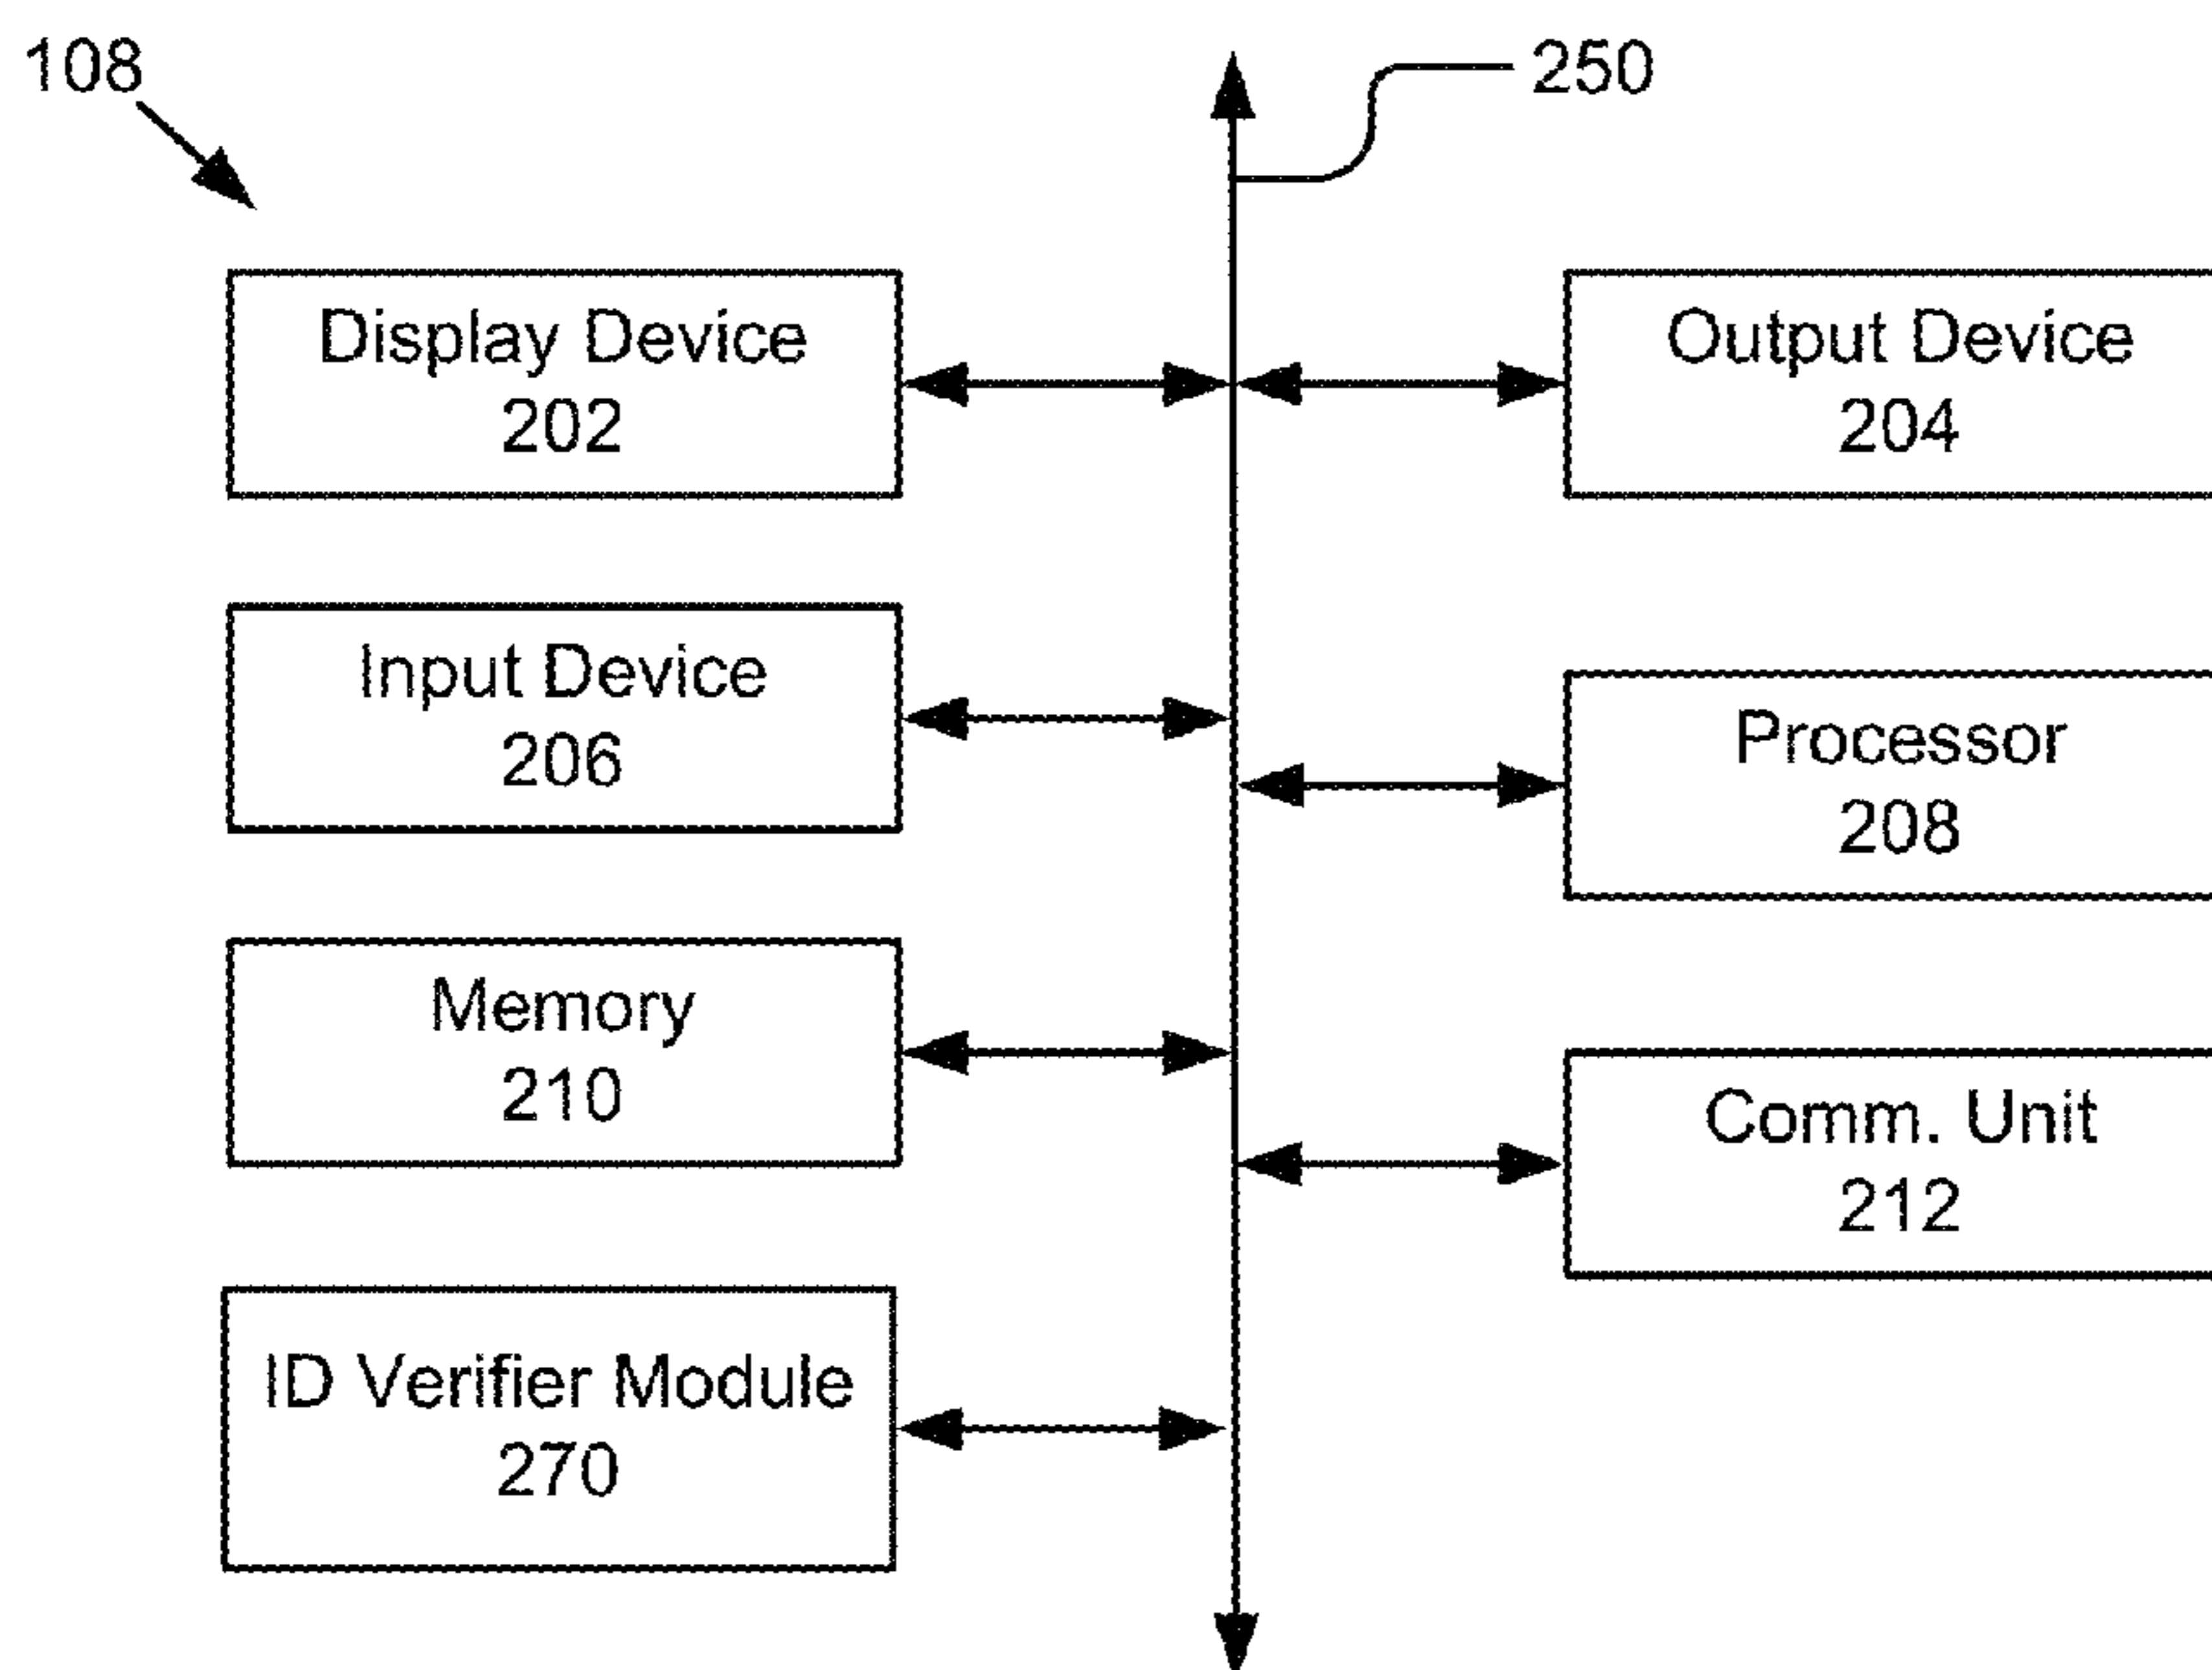 108
250
Display Device
202
Output Device
204
Input Device
206
Processor
208
Memory
210
Comm. Unit
212
ID Verifier Module
270